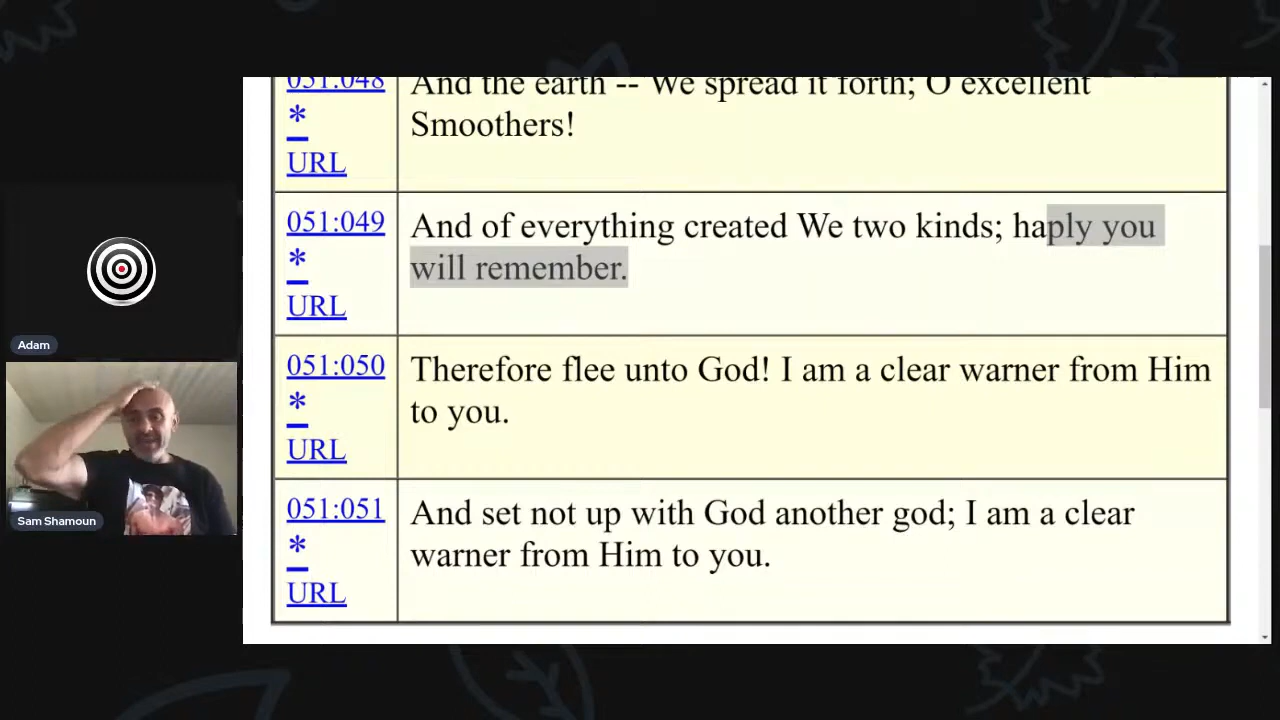 051:048
And the earth -- We spread it forth; O excellent
Smoothers!
*
URL
051:049
And of everything created We two kinds; haply you
will remember.
*
URL
051:050
Therefore flee unto God! I am a clear warner from Him
to you.
*
URL
051:051
And set not up with God another god; I am a clear
warner from Him to you.
*
URL
Adam
Sam Shamoun